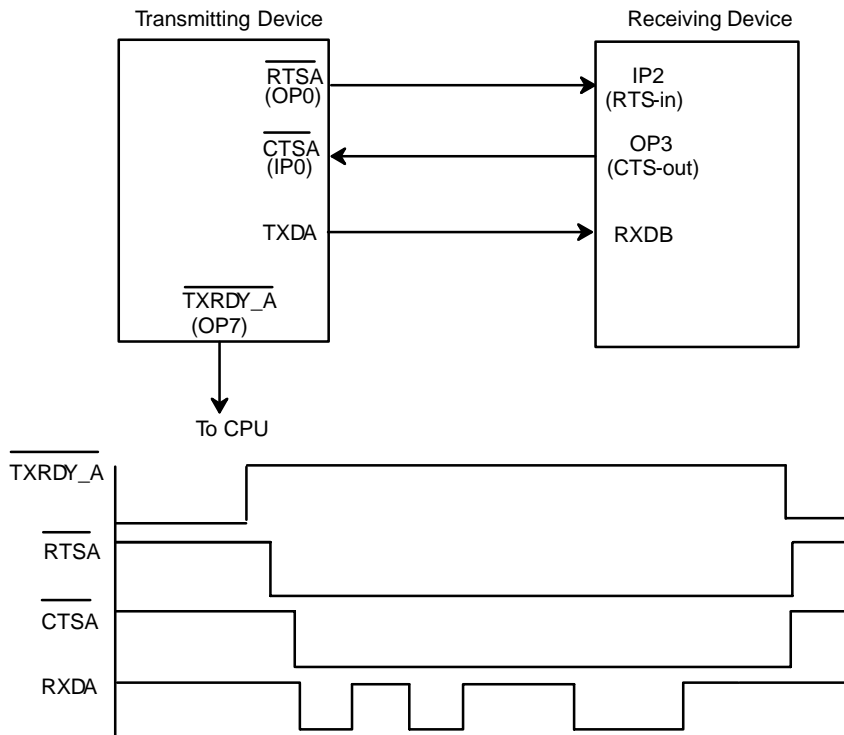 Transmitting Device
Receiving Device
RTSA
(OP0)
IP2
(RTS-in)
CTSA
(IP0)
OP3
(CTS-out)
TXDA
RXDB
TXRDY_A
(OP7)
To CPU
TXRDY_A
RTSA
CTSA
RXDA